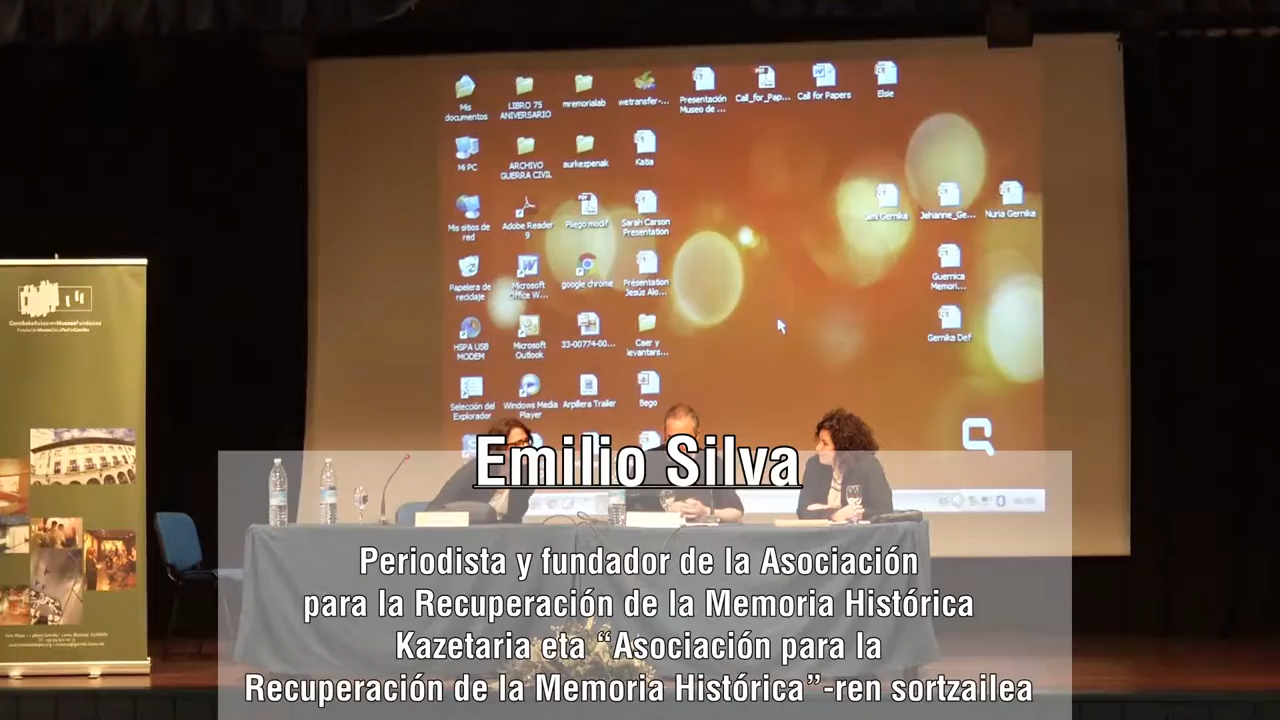 Mis
documentos
LIBRO 75
ANIVERSARIO
mremorialab
wetransfer-...
Presentación
Museo de ...
Call_for_Pap...
Call for Papers
Elsie
Mi PC
ARCHIVO
GUERRA CIVIL
aurkezpenak
Katia
Mis sitios de
red
Adobe Reader
9
Pliego modif
Sarah Carson
Presentation
Jimi Gernika
Jehanne_Ge...
Nuria Gernika
Papelera de
reciclaje
Microsoft
Office W...
google chrome
Présentation
Jesús Alo...
Guernica
Memori...
HSPA USB
MODEM
Microsoft
Outlook
33-00774-00...
Caer y
levantars...
Gernika Def
Selección del
Explorador
Windows Media
Player
Arpillera Trailer
Bego
GernikakoBakearenMuseoaFundazioa
FundaciónMuseoDeLaPazDeGernika
Emilio Silva
Periodista y fundador de la Asociación
para la Recuperación de la Memoria Histórica
Kazetaria eta “Asociación para la
Recuperación de la Memoria Histórica”-ren sortzailea